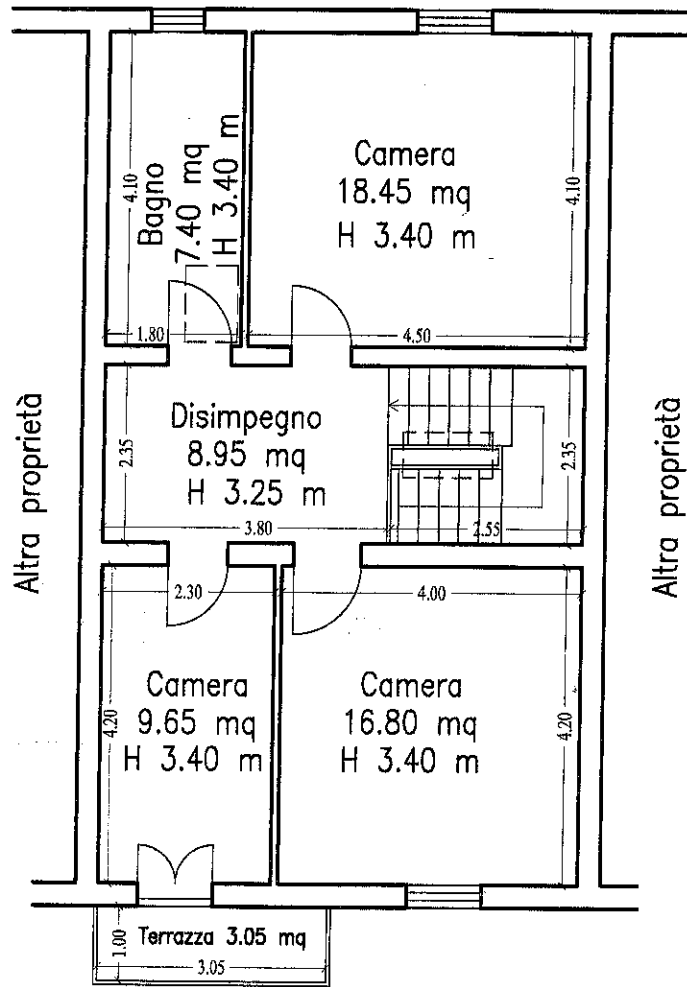 Bagno
7.40 mq
H 3.40 m
4.10
1.80
Camera
18.45 mq
H 3.40 m
4.10
4.50
Altra proprietà
Disimpegno
8.95 mq
H 3.25 m
2.35
3.80
2.35
2.55
Altra proprietà
2.30
Camera
9.65 mq
H 3.40 m
4.20
4.00
Camera
16.80 mq
H 3.40 m
4.20
Terrazza 3.05 mq
1.00
3.05